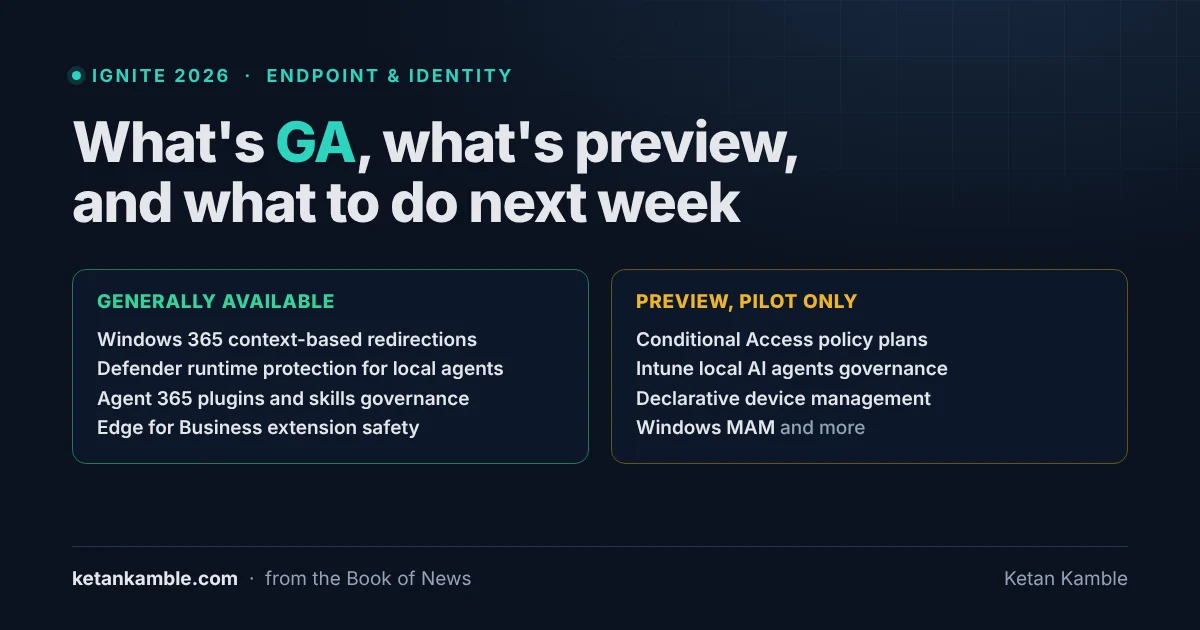 IGNITE 2026 · ENDPOINT & IDENTITY
What's GA, what's preview,
and what to do next week
GENERALLY AVAILABLE
Windows 365 context-based redirections
Defender runtime protection for local agents
Agent 365 plugins and skills governance
Edge for Business extension safety
PREVIEW, PILOT ONLY
Conditional Access policy plans
Intune local AI agents governance
Declarative device management
Windows MAM and more
ketankamble.com · from the Book of News
Ketan Kamble